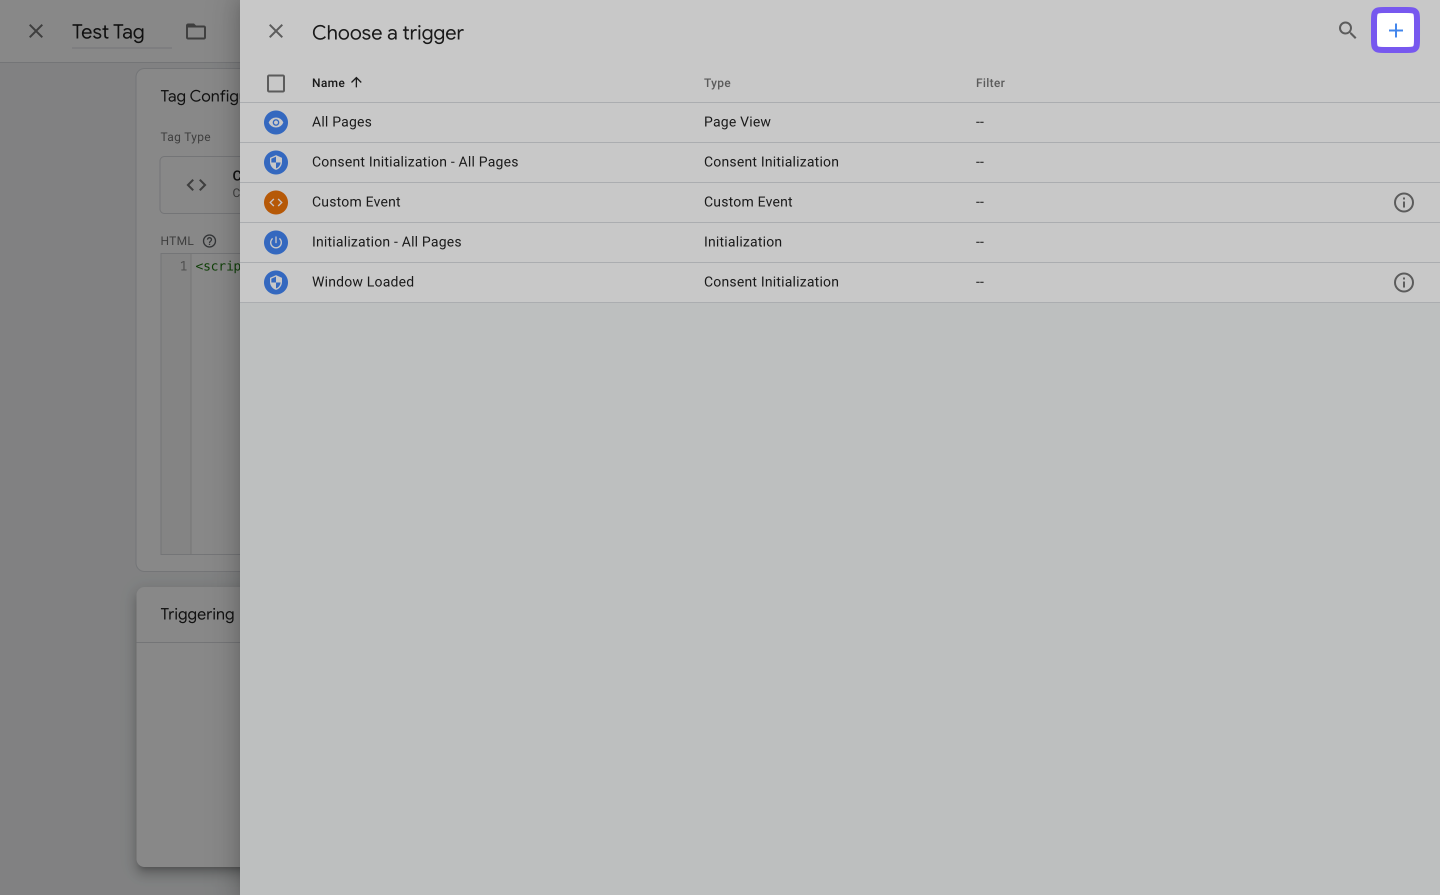 Test Tag
Choose a trigger
Name Type Filter
All Pages Page View --
Consent Initialization - All Pages Consent Initialization --
Custom Event Custom Event --
Initialization - All Pages Initialization --
Window Loaded Consent Initialization --
Tag Config
Tag Type
HTML
1 <scrip
Triggering